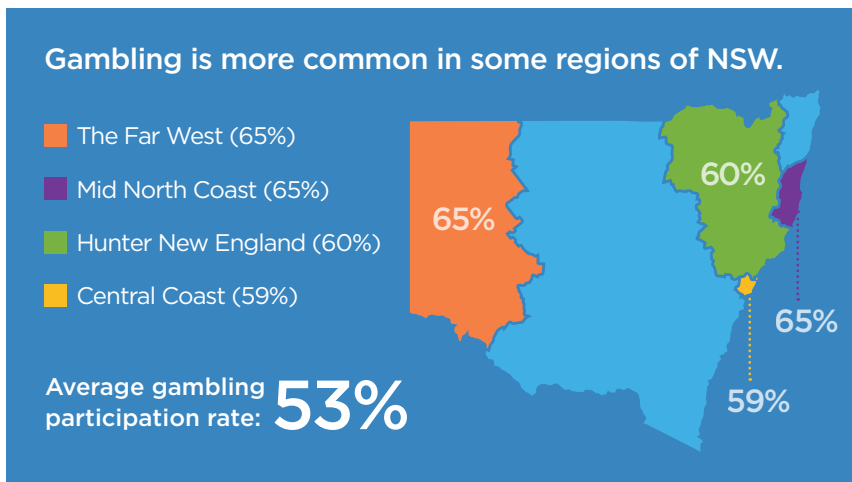 Gambling is more common in some regions of NSW.
The Far West (65%)
Mid North Coast (65%)
Hunter New England (60%)
Central Coast (59%)
Average gambling
participation rate:
53%
65%
60%
65%
59%